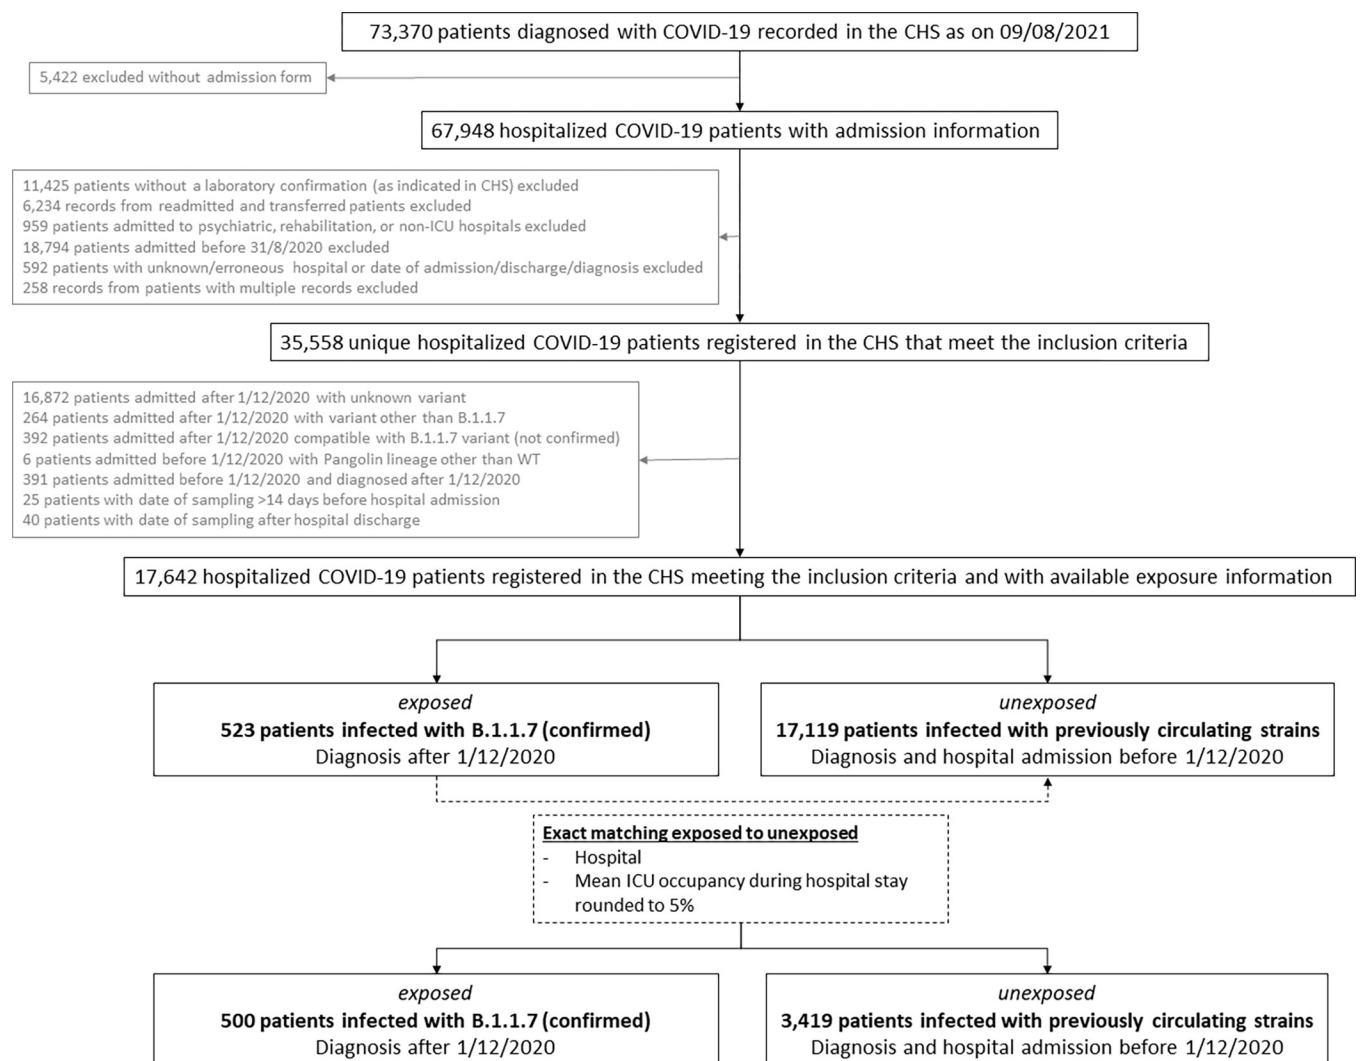 73,370 patients diagnosed with COVID-19 recorded in the CHS as on 09/08/2021
5,422 excluded without admission form
67,948 hospitalized COVID-19 patients with admission information
11,425 patients without a laboratory confirmation (as indicated in CHS) excluded
6,234 records from readmitted and transferred patients excluded
959 patients admitted to psychiatric, rehabilitation, or non-ICU hospitals excluded
18,794 patients admitted before 31/8/2020 excluded
592 patients with unknown/erroneous hospital or date of admission/discharge/diagnosis excluded
258 records from patients with multiple records excluded
35,558 unique hospitalized COVID-19 patients registered in the CHS that meet the inclusion criteria
16,872 patients admitted after 1/12/2020 with unknown variant
264 patients admitted after 1/12/2020 with variant other than B.1.1.7
392 patients admitted after 1/12/2020 compatible with B.1.1.7 variant (not confirmed)
6 patients admitted before 1/12/2020 with Pangolin lineage other than WT
391 patients admitted before 1/12/2020 and diagnosed after 1/12/2020
25 patients with date of sampling >14 days before hospital admission
40 patients with date of sampling after hospital discharge
17,642 hospitalized COVID-19 patients registered in the CHS meeting the inclusion criteria and with available exposure information
exposed
523 patients infected with B.1.1.7 (confirmed)
Diagnosis after 1/12/2020
unexposed
17,119 patients infected with previously circulating strains
Diagnosis and hospital admission before 1/12/2020
Exact matching exposed to unexposed
- Hospital
- Mean ICU occupancy during hospital stay
rounded to 5%
exposed
500 patients infected with B.1.1.7 (confirmed)
Diagnosis after 1/12/2020
unexposed
3,419 patients infected with previously circulating strains
Diagnosis and hospital admission before 1/12/2020